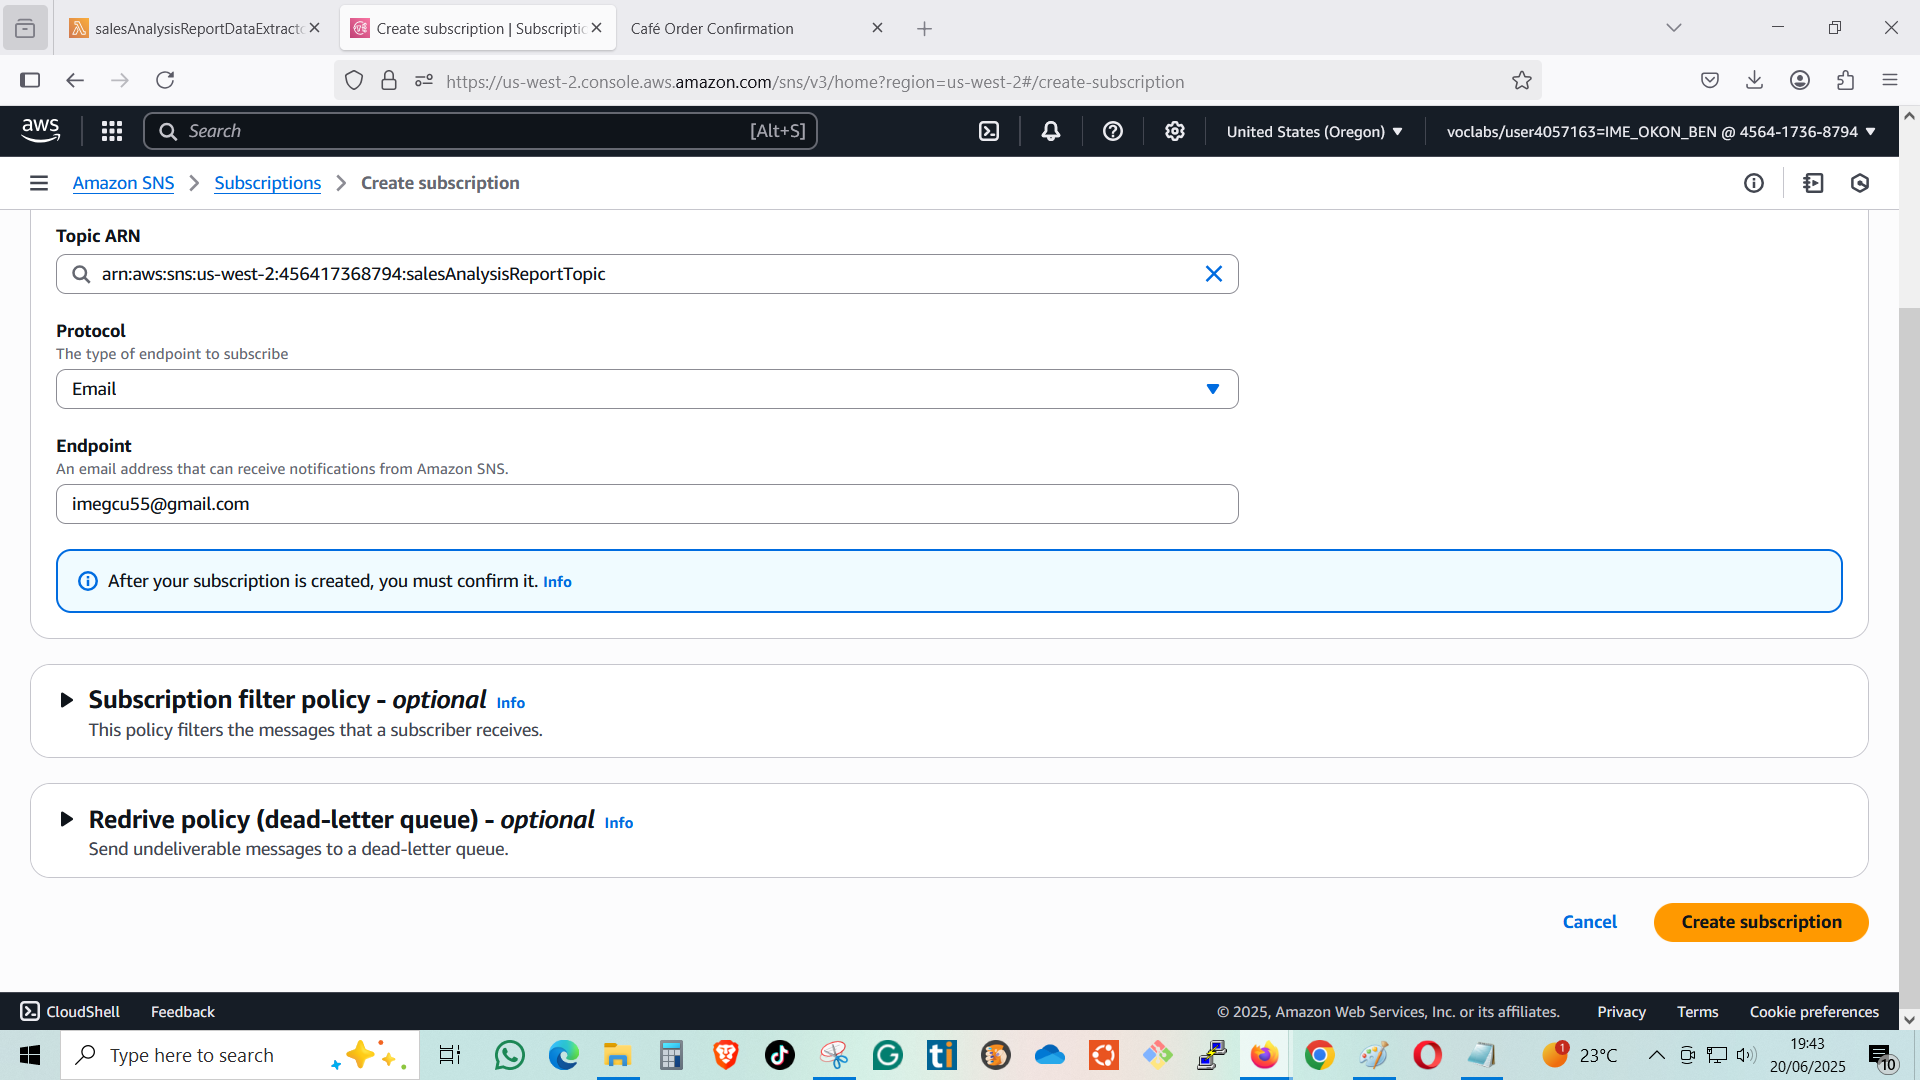 salesAnalysisReportDataExtracto
Create subscription | Subscriptic
Café Order Confirmation
https://us-west-2.console.aws.amazon.com/sns/v3/home?region=us-west-2#/create-subscription
aws
Search
[Alt+S]
United States (Oregon)
voclabs/user4057163=IME_OKON_BEN @ 4564-1736-8794
Amazon SNS
Subscriptions
Create subscription
Topic ARN
arn:aws:sns:us-west-2:456417368794:salesAnalysisReportTopic
Protocol
The type of endpoint to subscribe
Email
Endpoint
An email address that can receive notifications from Amazon SNS.
imegcu55@gmail.com
After your subscription is created, you must confirm it. Info
Subscription filter policy - optional Info
This policy filters the messages that a subscriber receives.
Redrive policy (dead-letter queue) - optional Info
Send undeliverable messages to a dead-letter queue.
Cancel
Create subscription
CloudShell
Feedback
© 2025, Amazon Web Services, Inc. or its affiliates.
Privacy
Terms
Cookie preferences
Type here to search
ti
1
23°C
19:43
20/06/2025
10